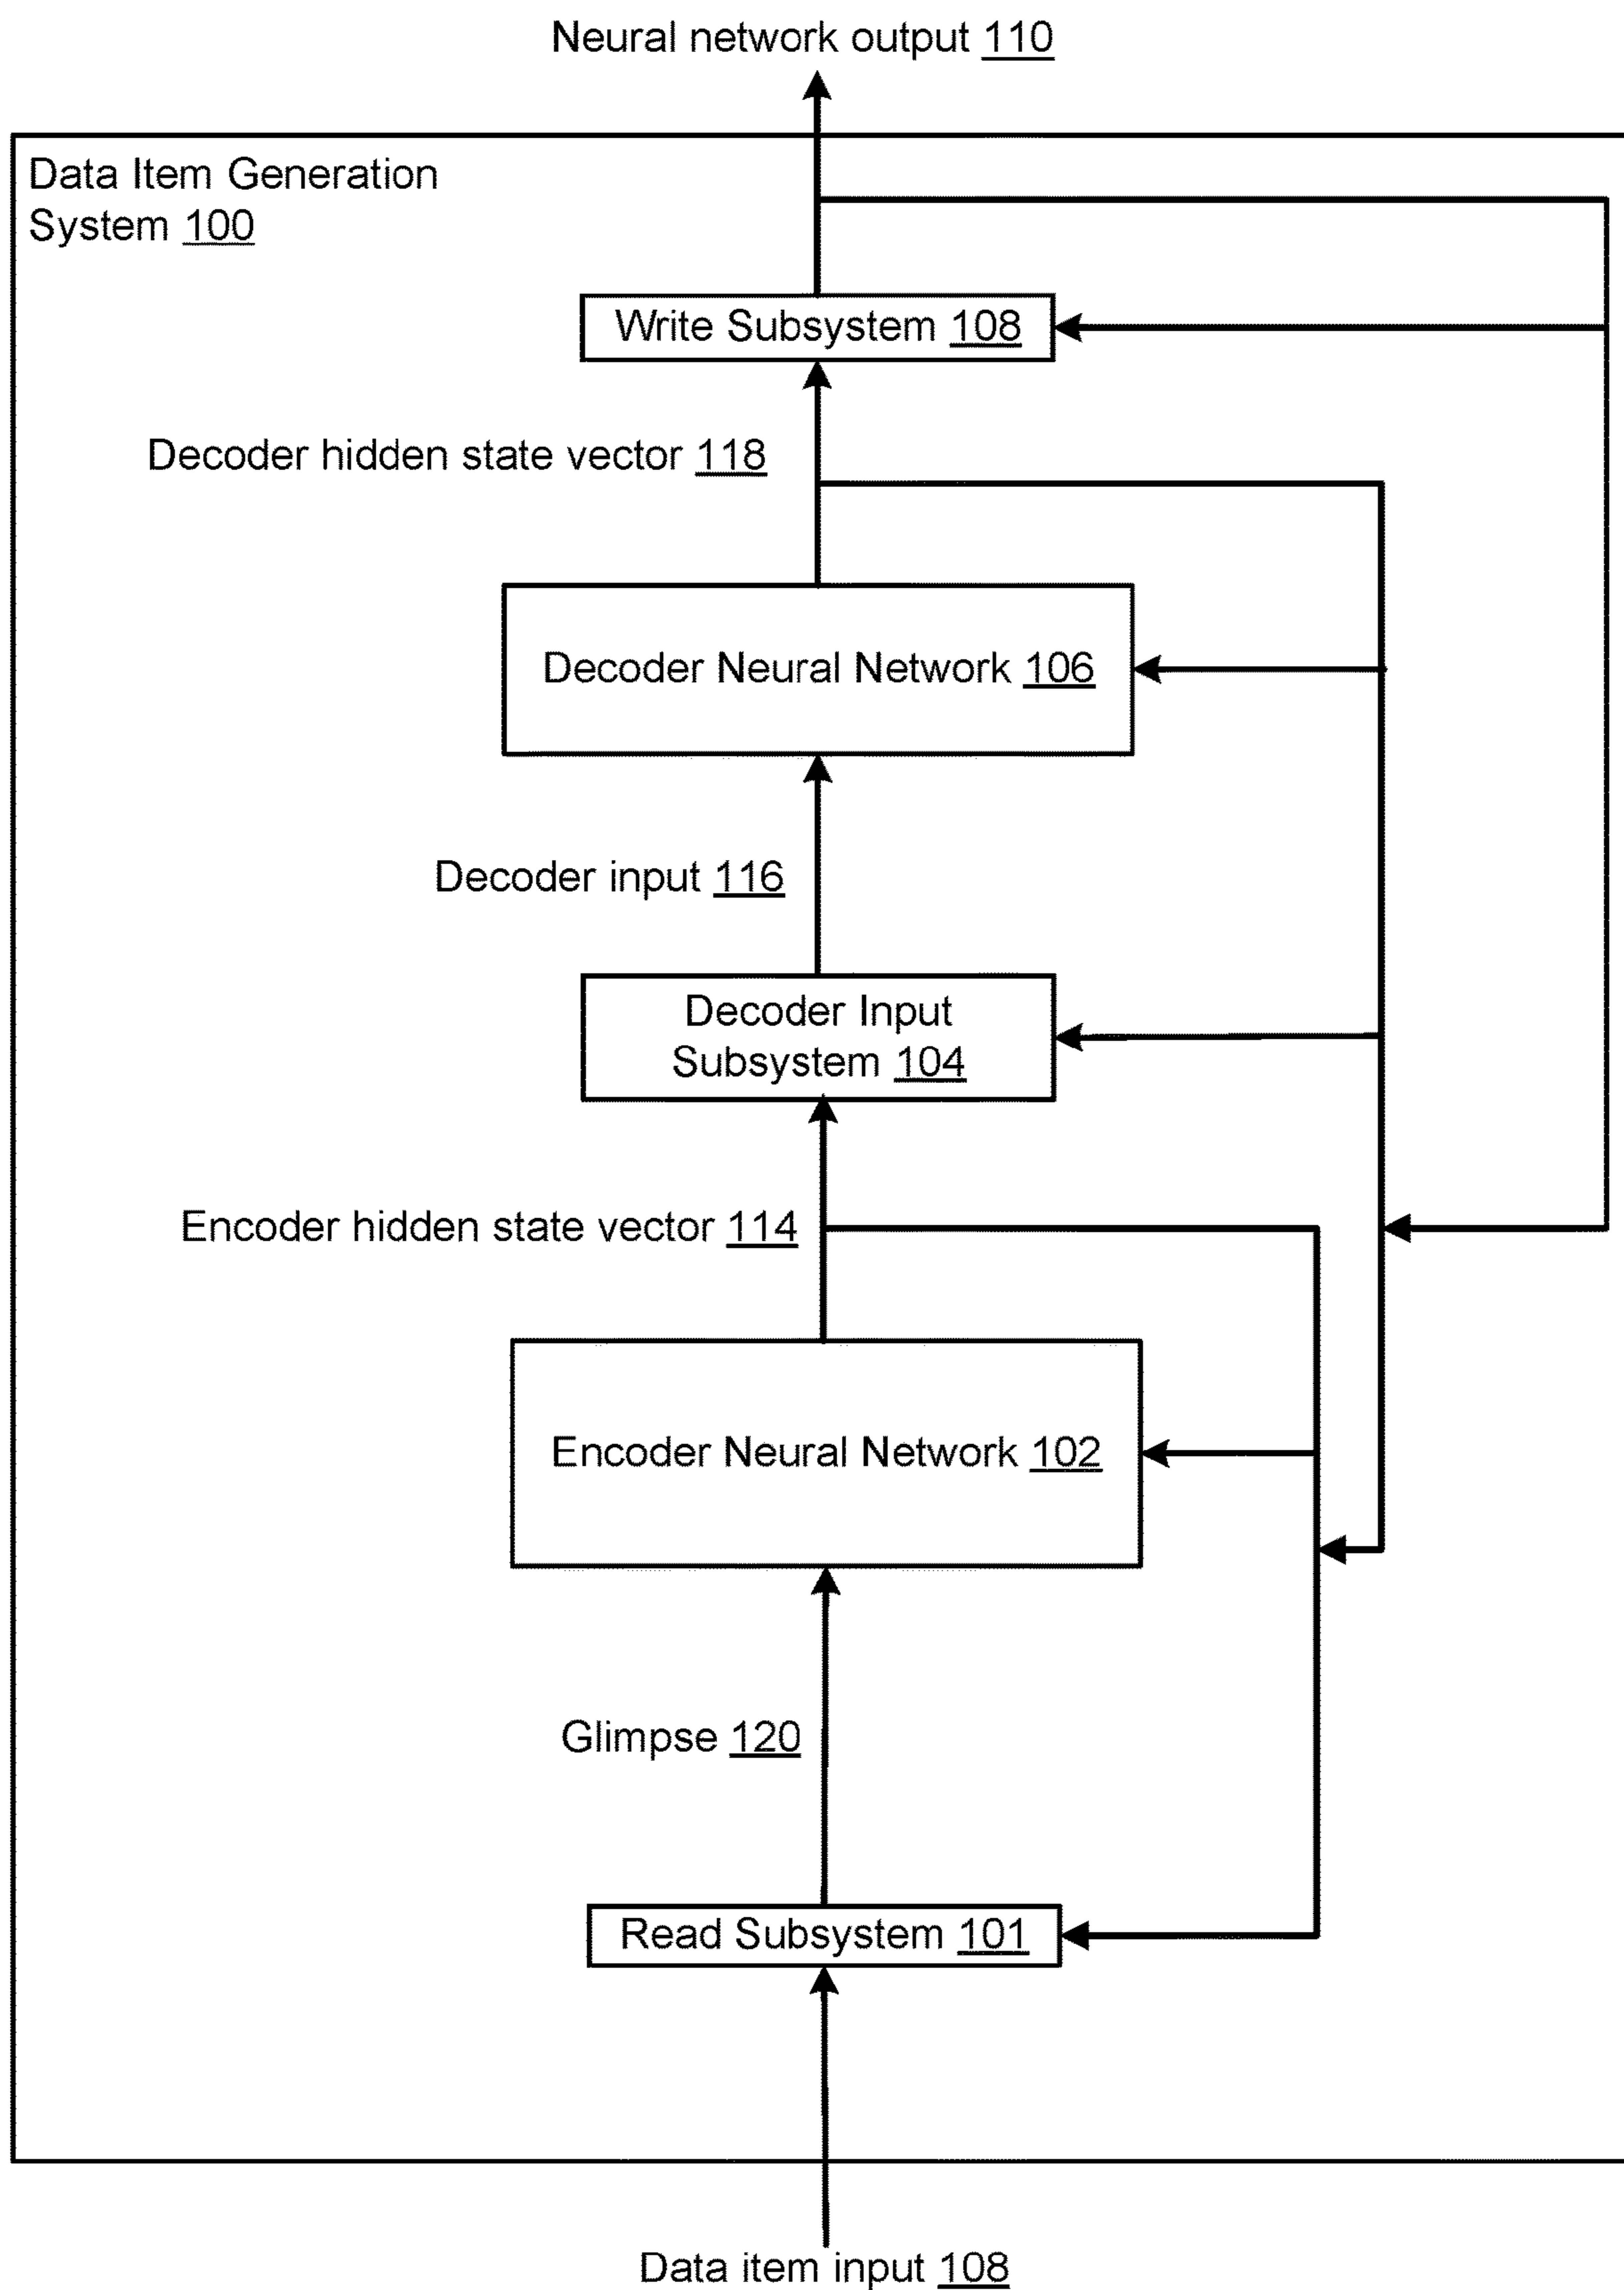 Neural network output 110
Data Item Generation
System 100
Write Subsystem 108
Decoder hidden state vector 118
Decoder Neural Network 106
Decoder input 116
Decoder Input
Subsystem 104
Encoder hidden state vector 114
Encoder Neural Network 102
Glimpse 120
Read Subsystem 101
Data item input 108